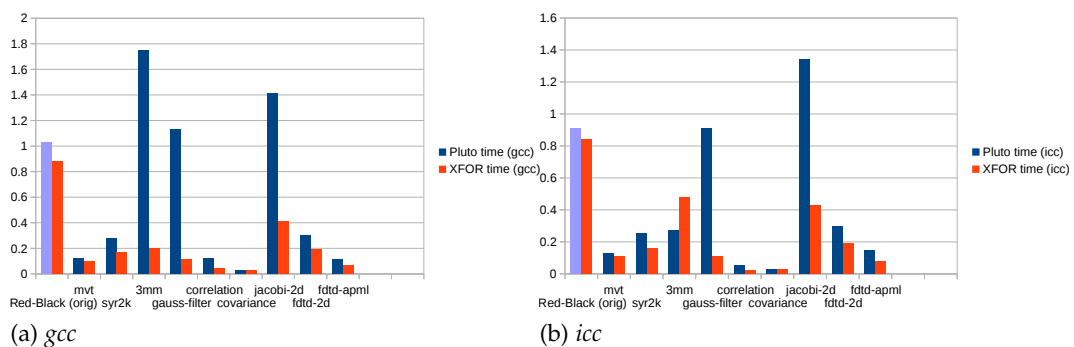 2
1.8
1.6
1.4
1.2
1
0.8
0.6
0.4
0.2
0
mvt 3mm correlation jacobi-2d fdtd-apml
Red-Black (orig) syr2k gauss-filter covariance fdtd-2d
Pluto time (gcc)
XFOR time (gcc)
(a) gcc
1.6
1.4
1.2
1
0.8
0.6
0.4
0.2
0
mvt 3mm correlation jacobi-2d fdtd-apml
Red-Black (orig) syr2k gauss-filter covariance fdtd-2d
Pluto time (icc)
XFOR time (icc)
(b) icc